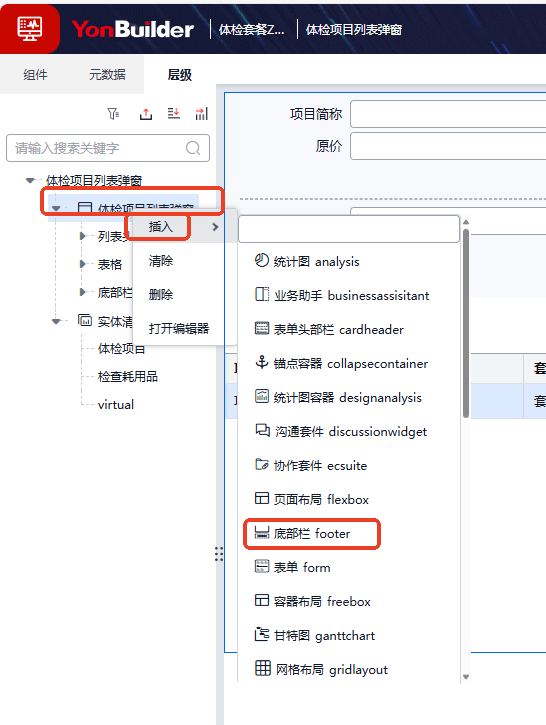 YonBuilder 体检套餐Z... 体检项目列表弹窗
组件 元数据 层级
请输入搜索关键字
项目简称
原价
体检项目列表弹窗
体检项目列表弹窗
插入
列表头
清除
表格
删除
底部栏
打开编辑器
实体清
体检项目
检查耗用品
virtual
统计图 analysis
业务助手 businessassisitant
表单头部栏 cardheader
锚点容器 collapsecontainer
统计图容器 designanalysis
沟通套件 discussionwidget
协作套件 ecsuite
页面布局 flexbox
底部栏 footer
表单 form
容器布局 freebox
甘特图 ganttchart
网格布局 gridlayout
套
套